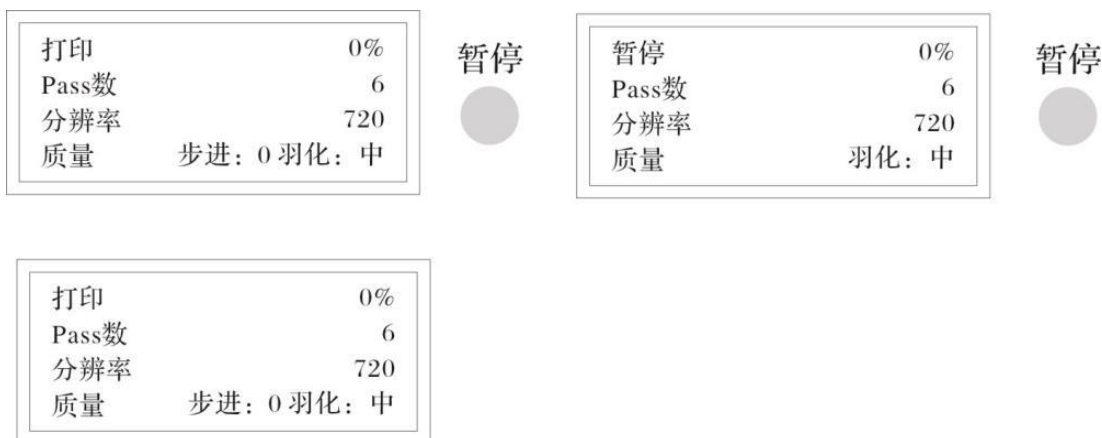 打印 0%
Pass数 6
分辨率 720
质量 步进：0 羽化：中
暂停
暂停 0%
Pass数 6
分辨率 720
质量 羽化：中
暂停
打印 0%
Pass数 6
分辨率 720
质量 步进：0 羽化：中